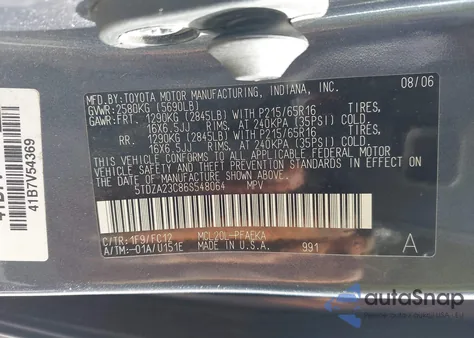 MFD.BY:TOYOTA MOTOR MANUFACTURING, INDIANA, INC. 08/06
GVWR:2580KG (5690LB)
GAWR:FRT. 1290KG (2845LB) WITH P215/65R16 TIRES,
16X6.5JJ RIMS, AT 240KPA (35PSI) COLD.
RR. 1290KG (2845LB) WITH P215/65R16 TIRES,
16X6.5JJ RIMS, AT 240KPA (35PSI) COLD.
THIS VEHICLE CONFORMS TO ALL APPLICABLE FEDERAL MOTOR
VEHICLE SAFETY, BUMPER, AND THEFT PREVENTION STANDARDS
IN EFFECT ON THE DATE OF MANUFACTURE SHOWN ABOVE.
5TDZA23C86S548064 MPV
C/TR:1F9/FC12 MCL20L-PFAEKA
A/TM:-01A/U151E MADE IN U.S.A. 991 A
41B7V54369
autoSnap